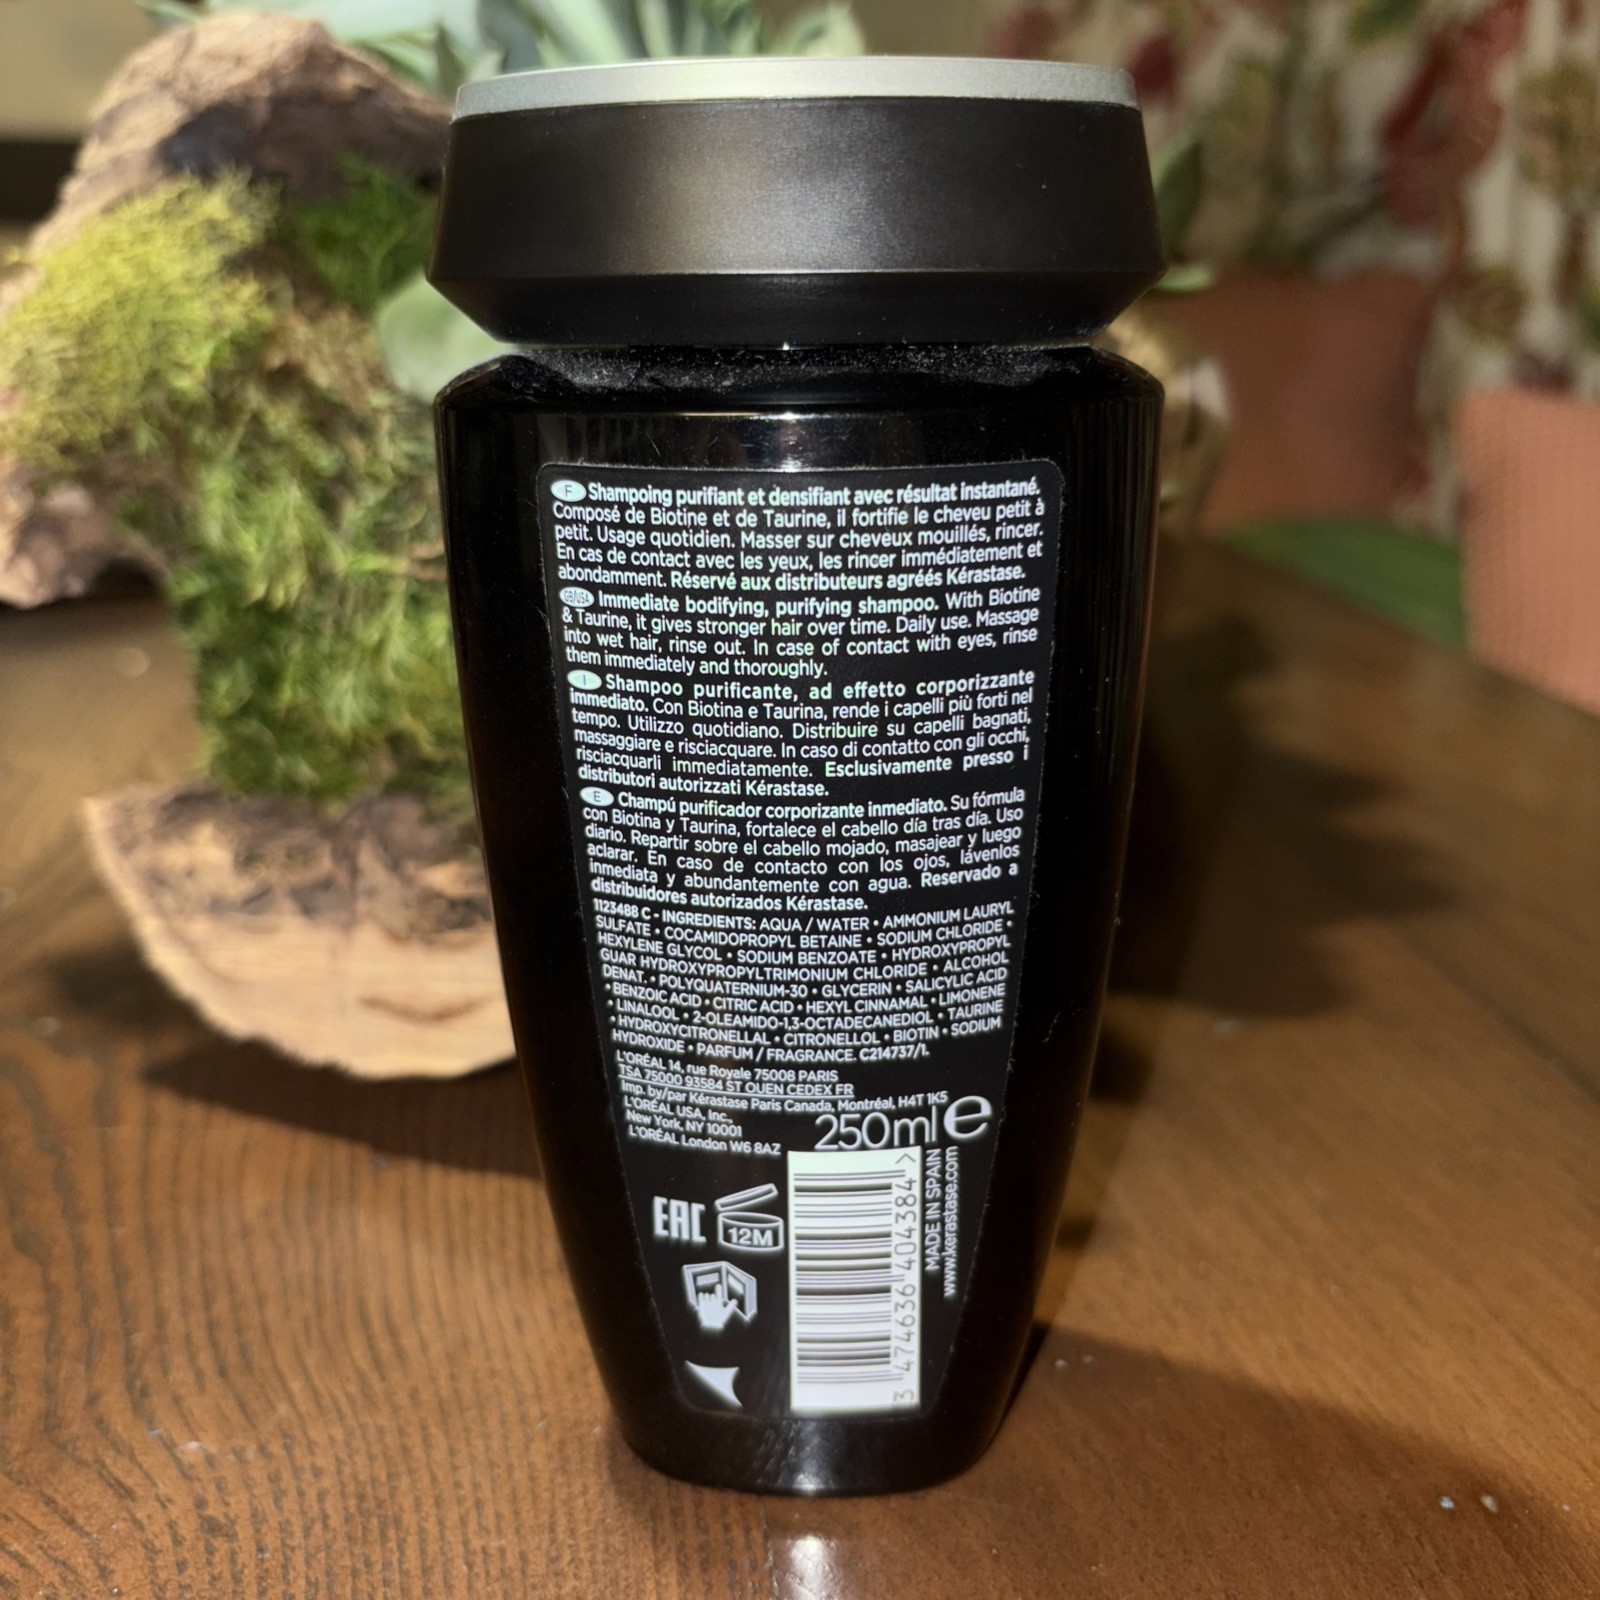 F Shampoing purifiant et densifiant avec résultat instantané.
Composé de Biotine et de Taurine, il fortifie le cheveu petit à
petit. Usage quotidien. Masser sur cheveux mouillés, rincer.
En cas de contact avec les yeux, les rincer immédiatement et
abondamment. Réservé aux distributeurs agréés Kérastase.
GB/USA Immediate bodifying, purifying shampoo. With Biotine
& Taurine, it gives stronger hair over time. Daily use. Massage
into wet hair, rinse out. In case of contact with eyes, rinse
them immediately and thoroughly.
I Shampoo purificante, ad effetto corporizzante
immediato. Con Biotina e Taurina, rende i capelli più forti nel
tempo. Utilizzo quotidiano. Distribuire su capelli bagnati,
massaggiare e risciacquare. In caso di contatto con gli occhi,
risciacquarli immediatamente. Esclusivamente presso i
distributori autorizzati Kérastase.
E Champú purificador corporizante inmediato. Su fórmula
con Biotina y Taurina, fortalece el cabello día tras día. Uso
diario. Repartir sobre el cabello mojado, masajear y luego
aclarar. En caso de contacto con los ojos, lávenlos
inmediata y abundantemente con agua. Reservado a
distribuidores autorizados Kérastase.
1123488 C • INGREDIENTS: AQUA / WATER • AMMONIUM LAURYL
SULFATE • COCAMIDOPROPYL BETAINE • SODIUM CHLORIDE •
HEXYLENE GLYCOL • SODIUM BENZOATE • HYDROXYPROPYL
GUAR HYDROXYPROPYLTRIMONIUM CHLORIDE • ALCOHOL
DENAT. • POLYQUATERNIUM-30 • GLYCERIN • SALICYLIC ACID
• BENZOIC ACID • CITRIC ACID • HEXYL CINNAMAL • LIMONENE
• LINALOOL • 2-OLEAMIDO-1,3-OCTADECANEDIOL • TAURINE
• HYDROXYCITRONELLAL • CITRONELLOL • BIOTIN • SODIUM
HYDROXIDE • PARFUM / FRAGRANCE. C214737/1.
L'ORÉAL 14, rue Royale 75008 PARIS
TSA 75000 93584 ST OUEN CEDEX FR
Imp. by/par Kérastase Paris Canada, Montréal, H4T 1K5
L'ORÉAL USA, Inc.,
New York, NY 10001
L'ORÉAL London W6 8AZ
250ml e
EAC
12M
3 474636 404384 >
MADE IN SPAIN
www.kerastase.com